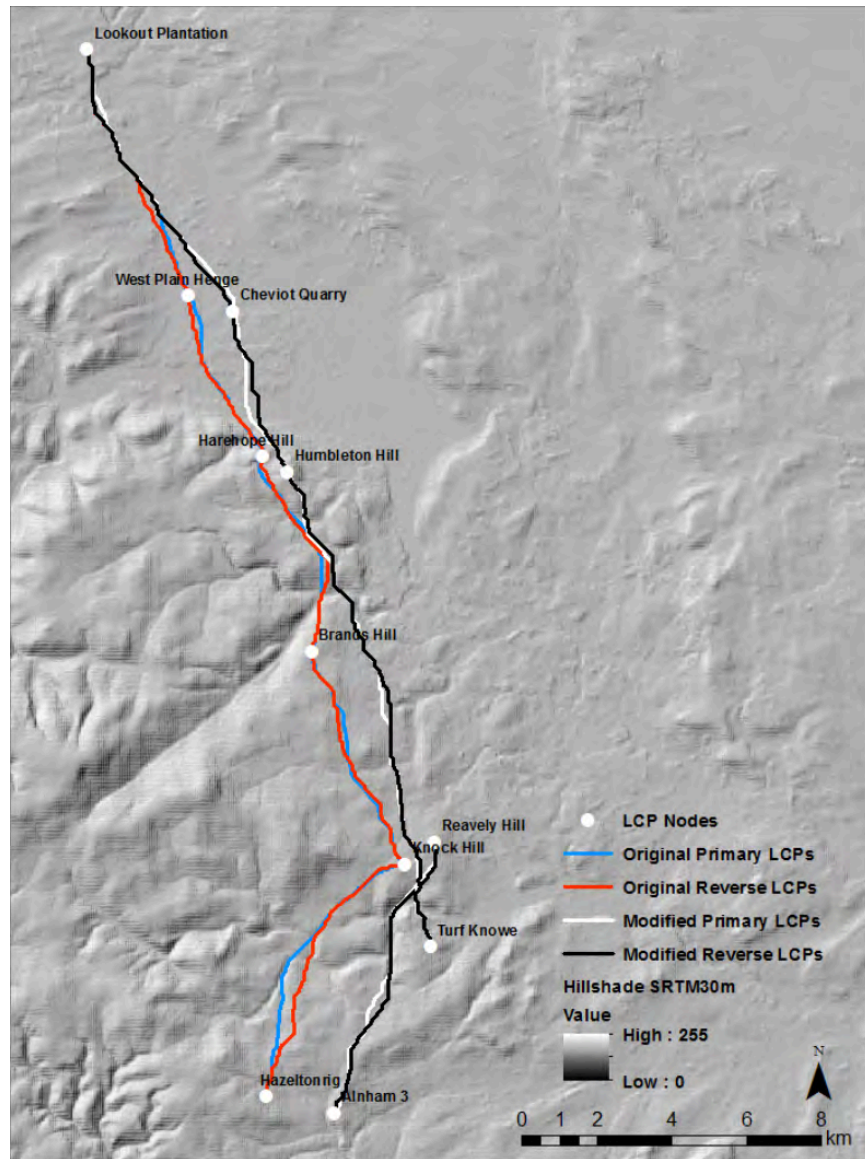 Lookout Plantation
West Plain Henge
Cheviot Quarry
Harehope Hill
Humbleton Hill
Brands Hill
Reavely Hill
Knock Hill
Turf Knowe
Hazeltonrig
Alnham 3
LCP Nodes
Original Primary LCPs
Original Reverse LCPs
Modified Primary LCPs
Modified Reverse LCPs
Hillshade SRTM30m
Value
High : 255
Low : 0
N
0 2 4 6 8
km